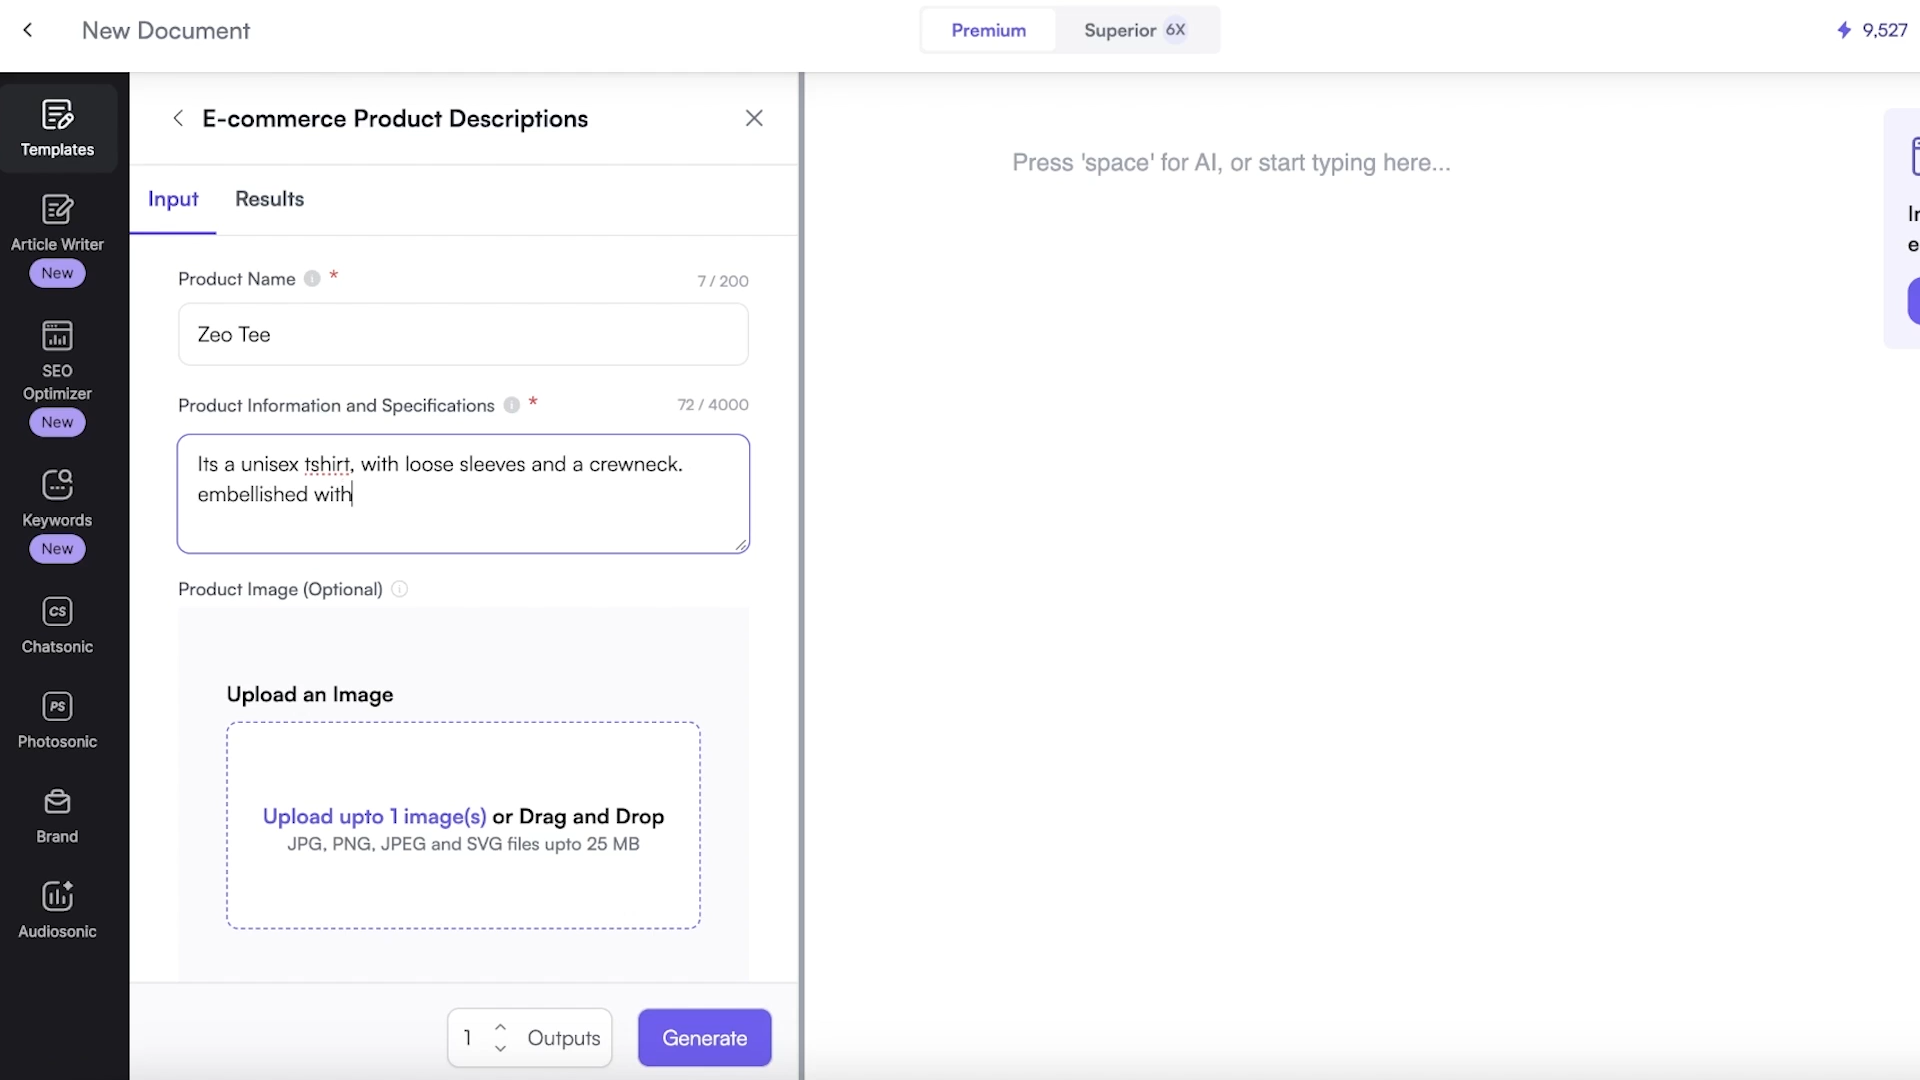 New Document
Premium
Superior 6X
9,527
Templates
Article Writer
New
SEO
Optimizer
New
Keywords
New
CS
Chatsonic
PS
Photosonic
Brand
Audiosonic
E-commerce Product Descriptions
Input
Results
Product Name *
7 / 200
Zeo Tee
Product Information and Specifications *
72 / 4000
Its a unisex tshirt, with loose sleeves and a crewneck.
embellished with
Product Image (Optional)
Upload an Image
Upload upto 1 image(s) or Drag and Drop
JPG, PNG, JPEG and SVG files upto 25 MB
1 Outputs
Generate
Press 'space' for AI, or start typing here...